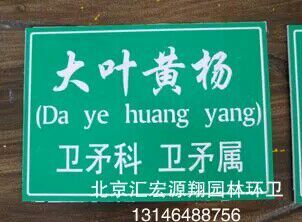 大叶黄杨
(Da ye huang yang)
卫矛科 卫矛属
北京汇宏源翔园林环卫
13146488756